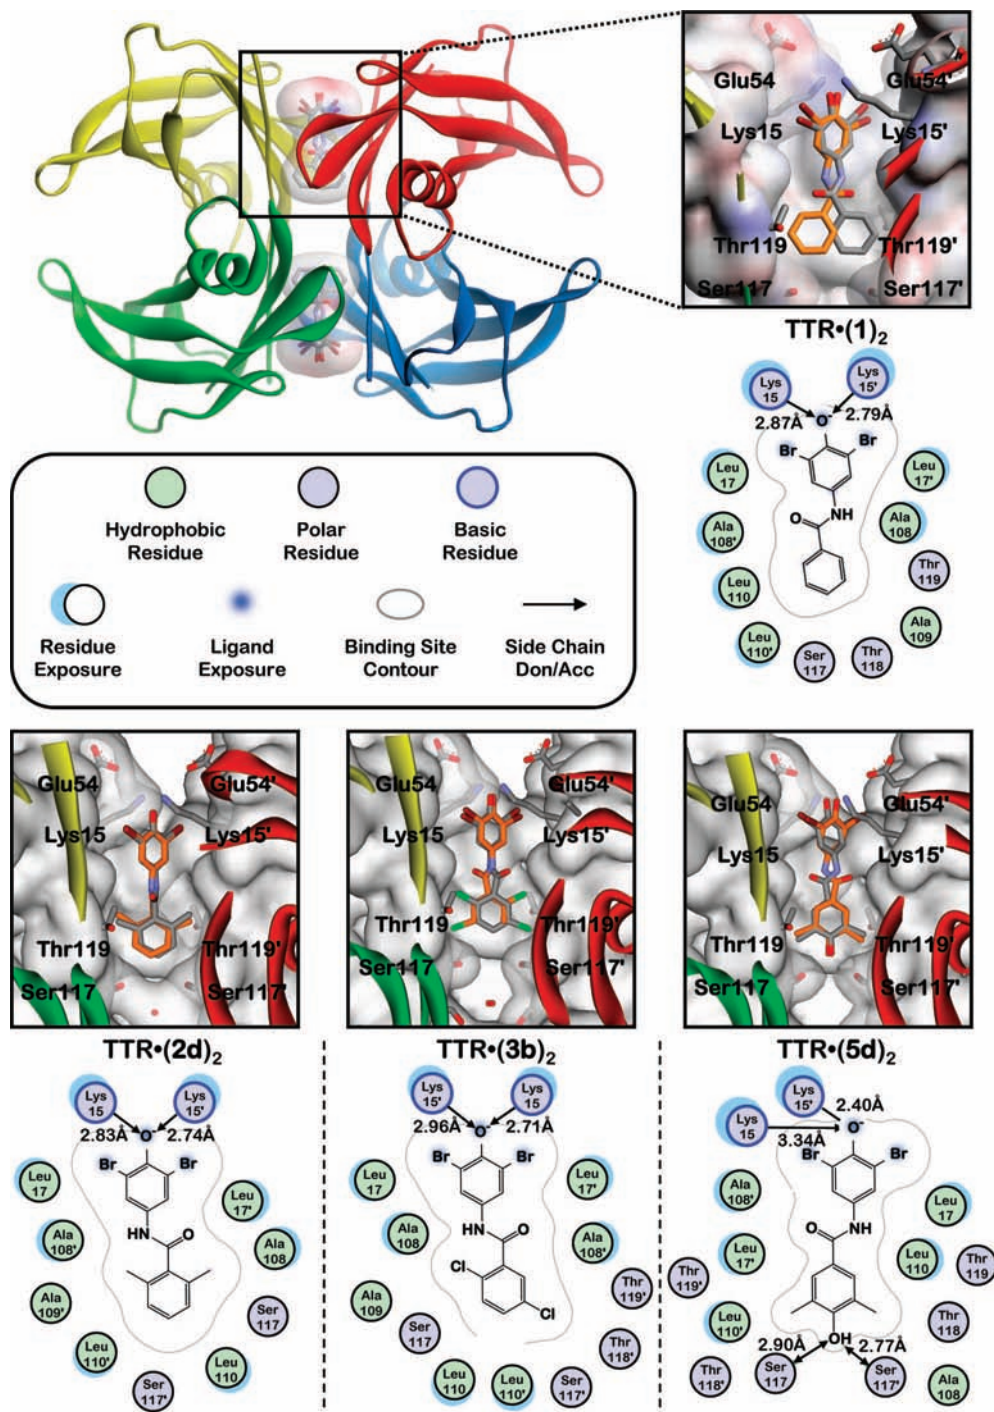 Glu54
Glu54'
Lys15
Lys15'
Thr119
Thr119'
Ser117
Ser117'
TTR•(1)₂
Lys
15
Lys
15'
2.87Å
2.79Å
O⁻
Br
Br
Leu
17
Leu
17'
Ala
108'
Ala
108
NH
O
Thr
119
Leu
110
Ala
109
Leu
110'
Ser
117
Thr
118
Hydrophobic
Residue
Polar
Residue
Basic
Residue
Residue
Exposure
Ligand
Exposure
Binding Site
Contour
Side Chain
Don/Acc
Glu54
Glu54'
Lys15
Lys15'
Thr119
Thr119'
Ser117
Ser117'
Glu54
Glu54'
Lys15
Lys15'
Thr119
Thr119'
Ser117
Ser117'
Glu54
Glu54'
Lys15
Lys15'
Thr119
Thr119'
Ser117
Ser117'
TTR•(2d)₂
Lys
15
Lys
15'
2.83Å
O⁻
2.74Å
Br
Br
Leu
17
Leu
17'
Ala
108'
HN
O
Ala
108
Ala
109'
Ser
117
Leu
110'
Leu
110
Ser
117'
TTR•(3b)₂
Lys
15'
Lys
15
2.96Å
O⁻
2.71Å
Br
Br
Leu
17
Leu
17'
Ala
108
HN
O
Ala
108'
Cl
Thr
119'
Ala
109
Cl
Ser
117
Thr
118'
Leu
110
Leu
110'
Ser
117'
TTR•(5d)₂
Lys
15'
2.40Å
Lys
15
O⁻
3.34Å
Br
Br
Ala
108'
Leu
17
O
NH
Leu
17'
Leu
110
Thr
119
Thr
119'
Leu
110'
Thr
118
2.90Å
OH
2.77Å
Thr
118'
Ser
117
Ser
117'
Ala
108